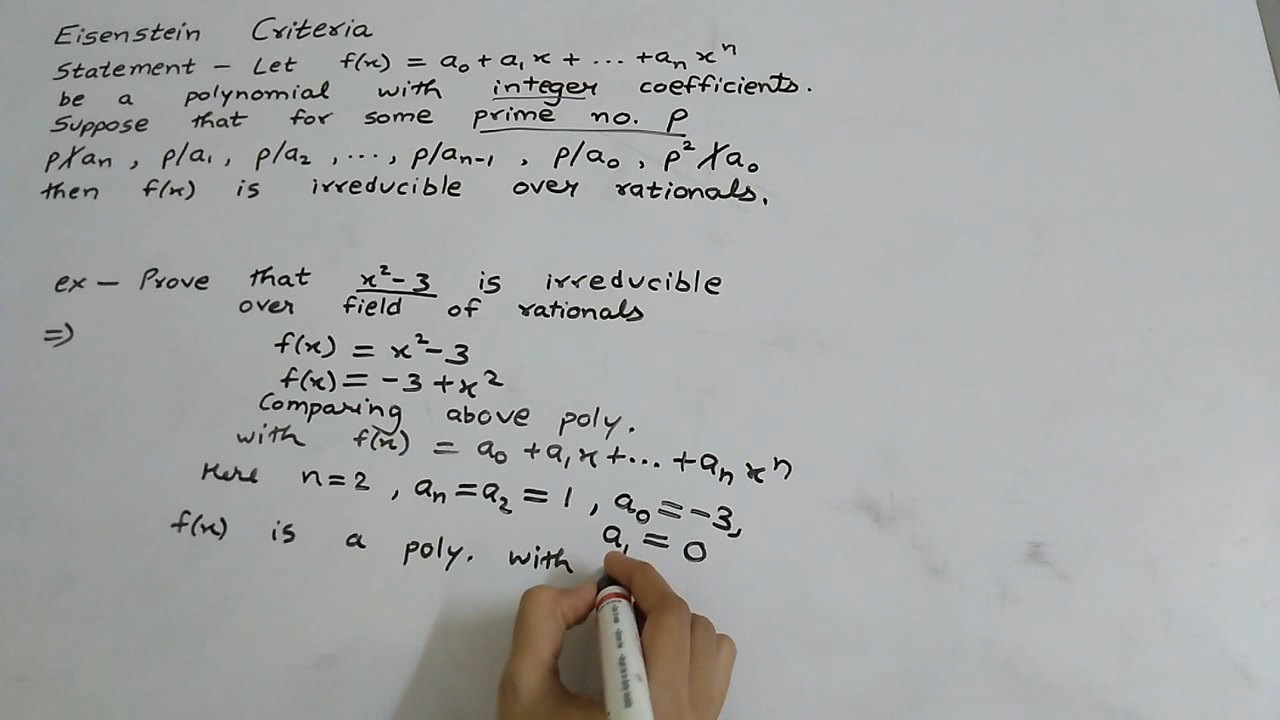 Eisenstein Criteria
Statement – Let f(x) = a₀ + a₁x + ... + aₙxⁿ
be a polynomial with integer coefficients.
Suppose that for some prime no. p
p∤aₙ , p/a₁ , p/a₂ , ..., p/aₙ₋₁ , p/a₀ , p²∤a₀
then f(x) is irreducible over rationals.
ex – Prove that x²-3 is irreducible
over field of rationals
⇒
f(x) = x²-3
f(x) = -3 + x²
Comparing above poly.
with f(x) = a₀ + a₁x + ... + aₙxⁿ
Here n=2 , aₙ = a₂ = 1 , a₀ = -3,
a₁ = 0
f(x) is a poly. with